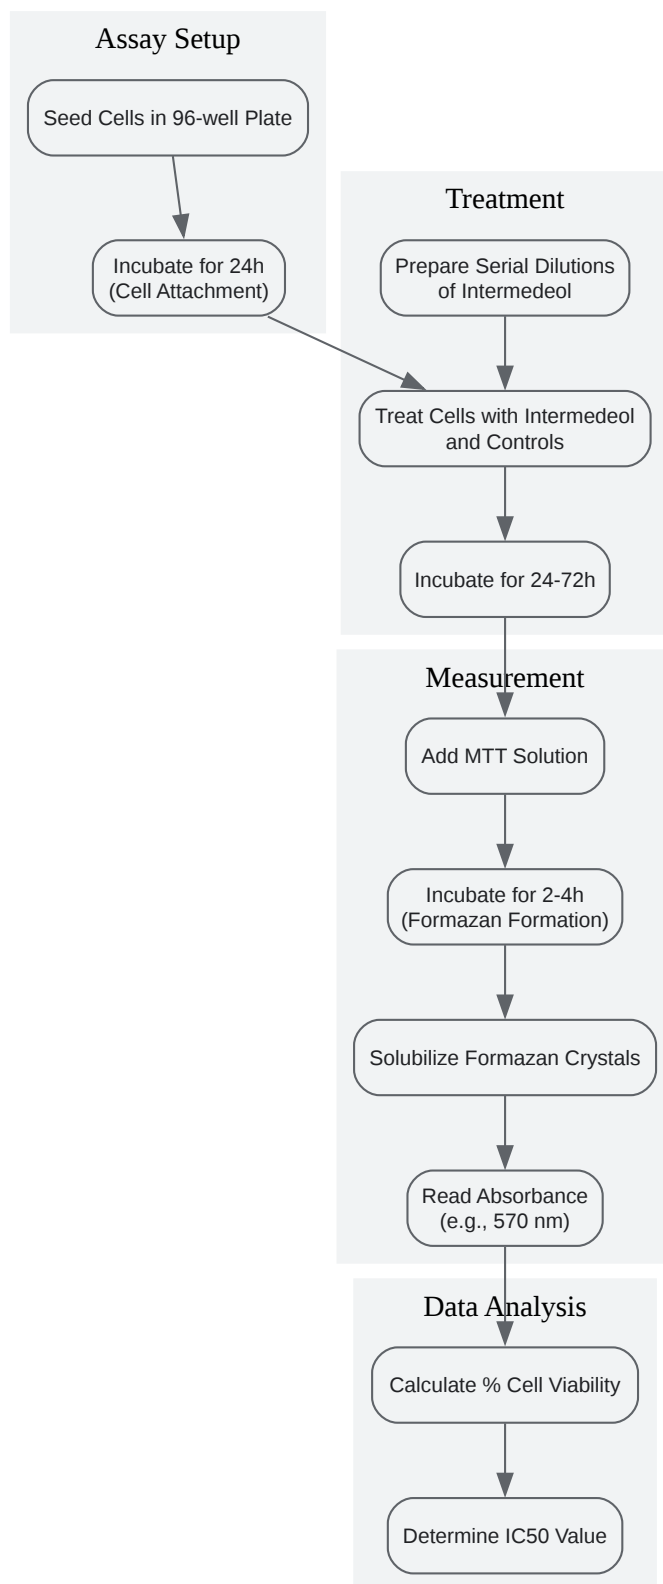 Assay Setup
Seed Cells in 96-well Plate
Incubate for 24h
(Cell Attachment)
Treatment
Prepare Serial Dilutions
of Intermedeol
Treat Cells with Intermedeol
and Controls
Incubate for 24-72h
Measurement
Add MTT Solution
Incubate for 2-4h
(Formazan Formation)
Solubilize Formazan Crystals
Read Absorbance
(e.g., 570 nm)
Data Analysis
Calculate % Cell Viability
Determine IC50 Value